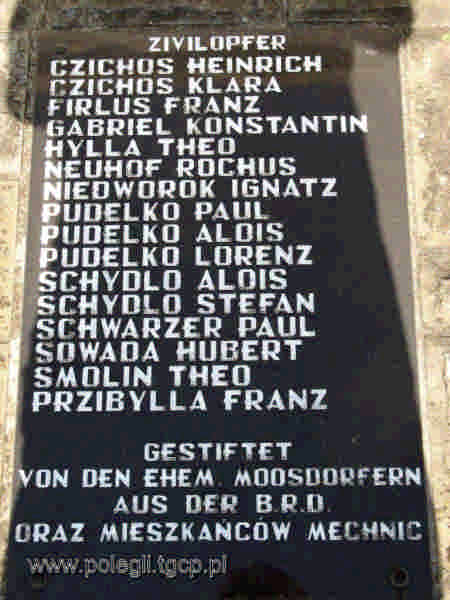 ZIVILOPFER
CZICHOS HEINRICH
CZICHOS KLARA
FIRLUS FRANZ
GABRIEL KONSTANTIN
HYLLA THEO
NEUHOF ROCHUS
NIEDWOROK IGNATZ
PUDELKO PAUL
PUDELKO ALOIS
PUDELKO LORENZ
SCHYDLO ALOIS
SCHYDLO STEFAN
SCHWARZER PAUL
SOWADA HUBERT
SMOLIN THEO
PRZIBYLLA FRANZ
GESTIFTET
VON DEN EHEM. MOOSDORFERN
AUS DER B.R.D.
ORAZ MIESZKAŃCÓW MECHNIC
www.polegli.tgcp.pl